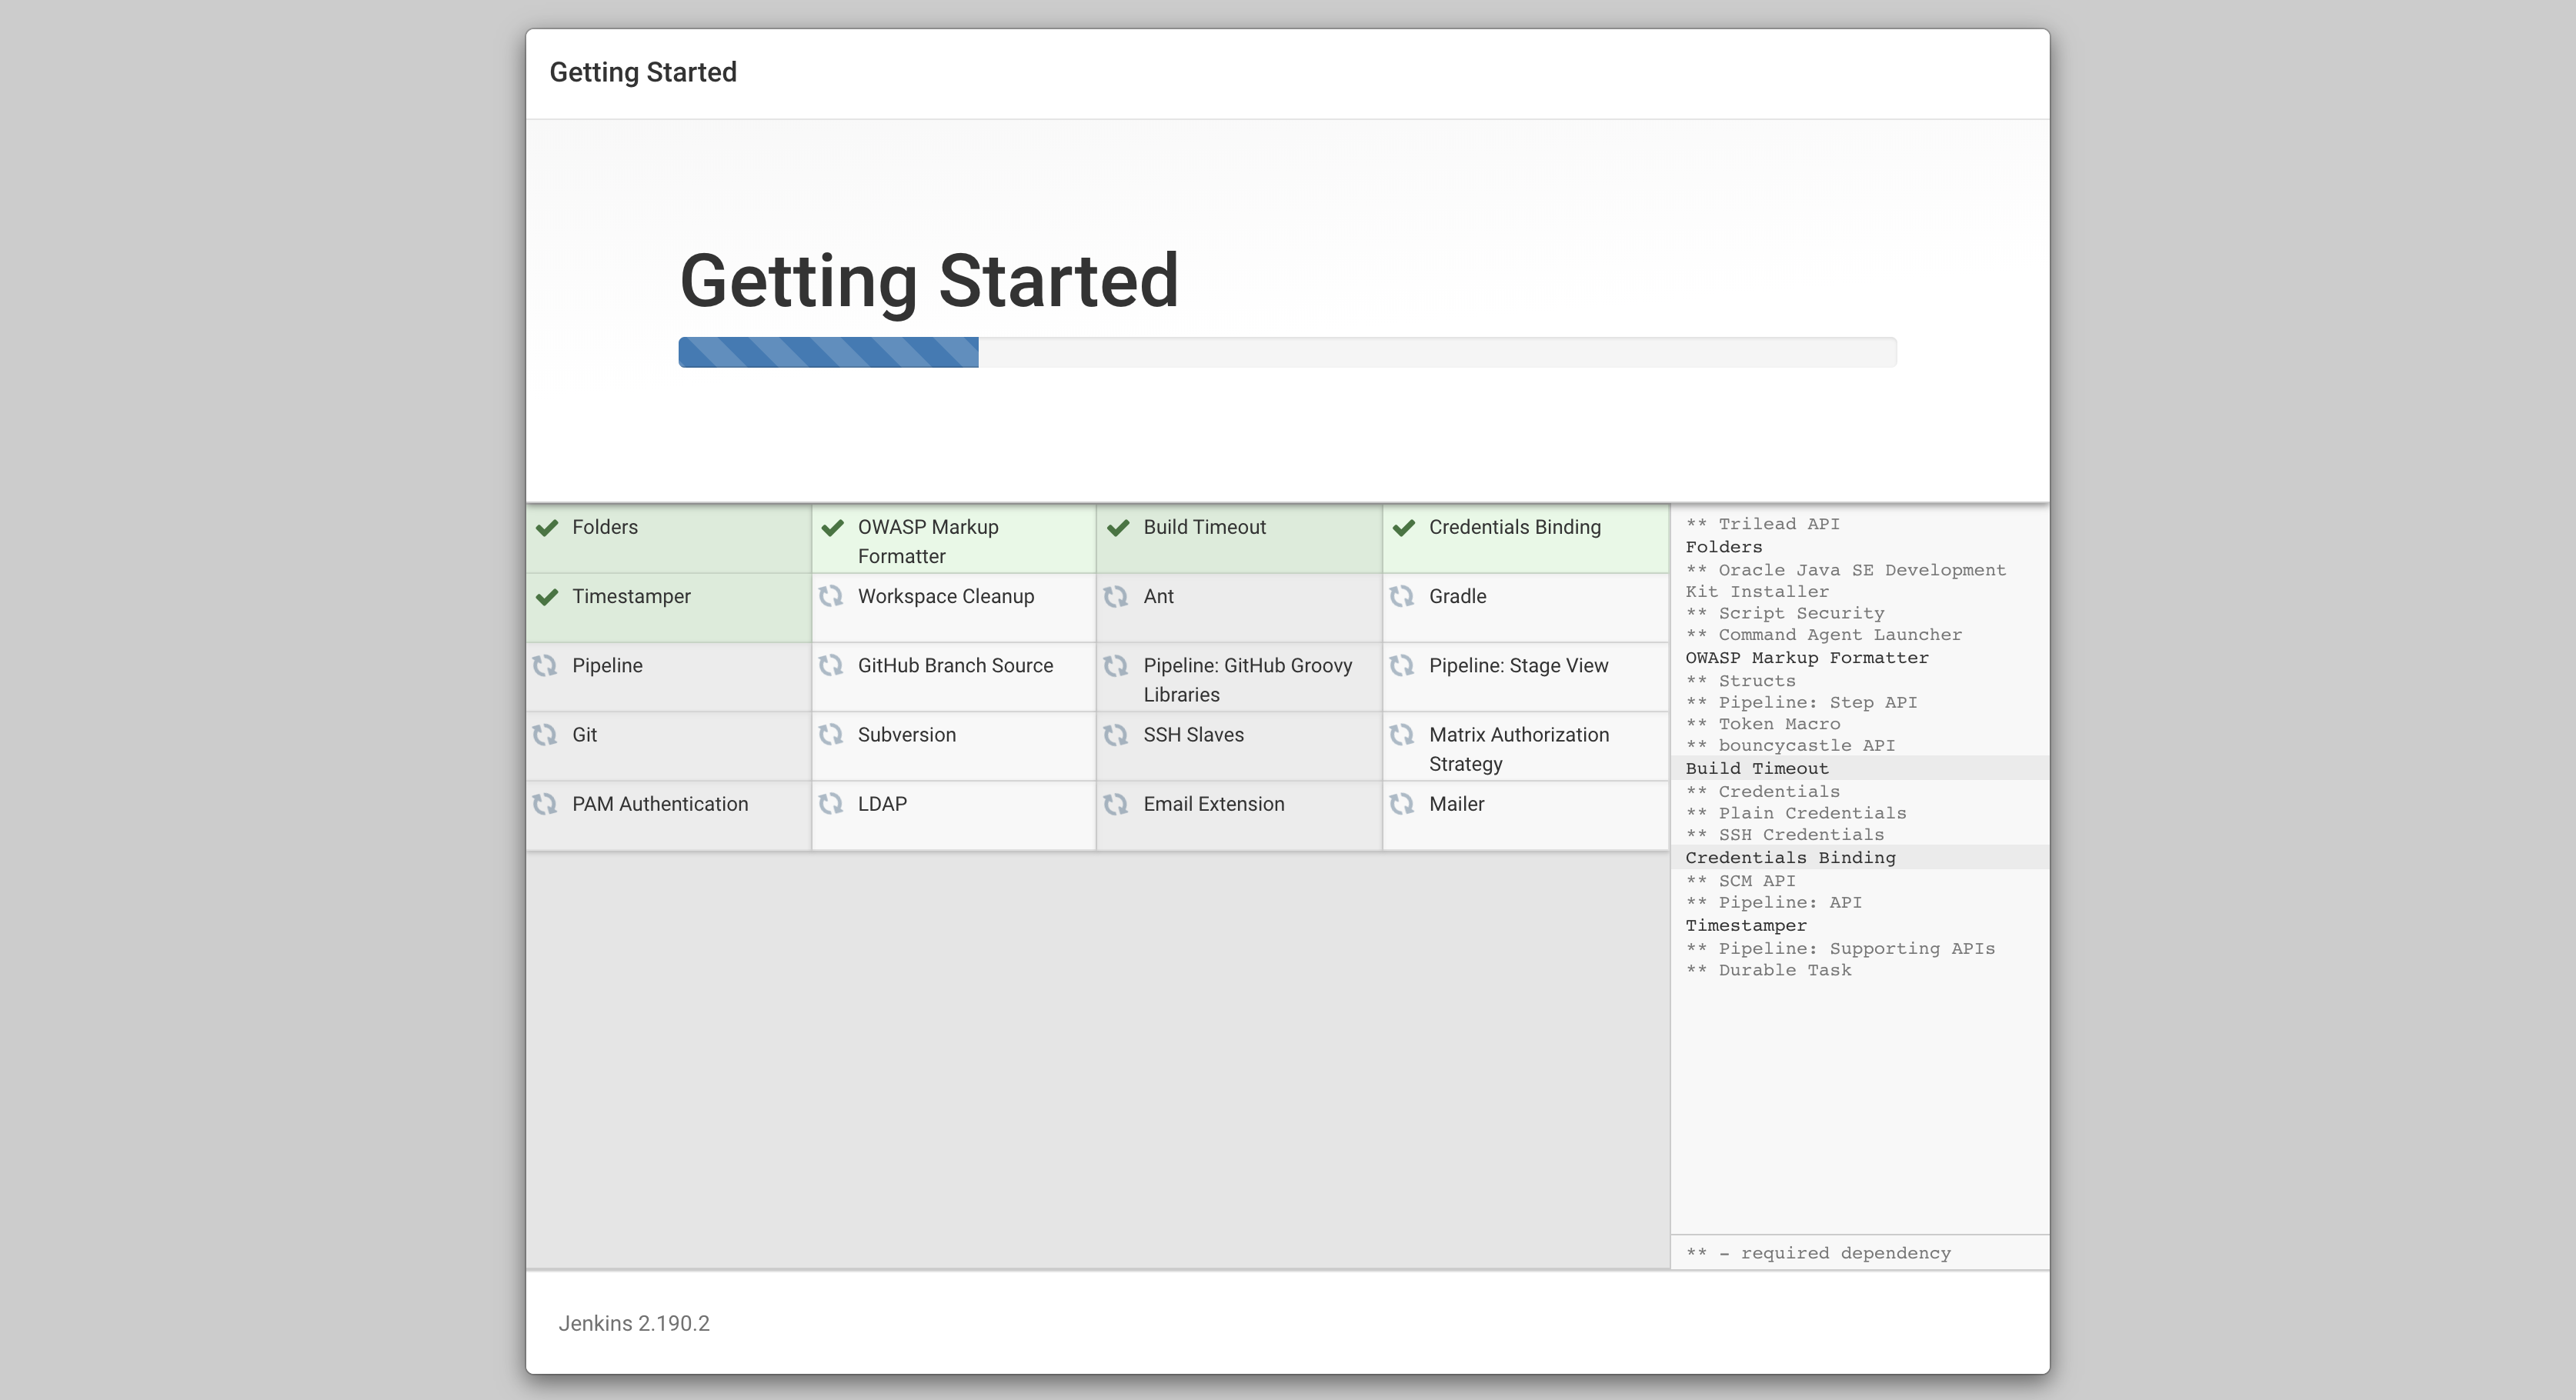 Getting Started
Getting Started
Folders
OWASP Markup
Formatter
Build Timeout
Credentials Binding
Timestamper
Workspace Cleanup
Ant
Gradle
Pipeline
GitHub Branch Source
Pipeline: GitHub Groovy
Libraries
Pipeline: Stage View
Git
Subversion
SSH Slaves
Matrix Authorization
Strategy
PAM Authentication
LDAP
Email Extension
Mailer
** Trilead API
Folders
** Oracle Java SE Development
Kit Installer
** Script Security
** Command Agent Launcher
OWASP Markup Formatter
** Structs
** Pipeline: Step API
** Token Macro
** bouncycastle API
Build Timeout
** Credentials
** Plain Credentials
** SSH Credentials
Credentials Binding
** SCM API
** Pipeline: API
Timestamper
** Pipeline: Supporting APIs
** Durable Task
** - required dependency
Jenkins 2.190.2